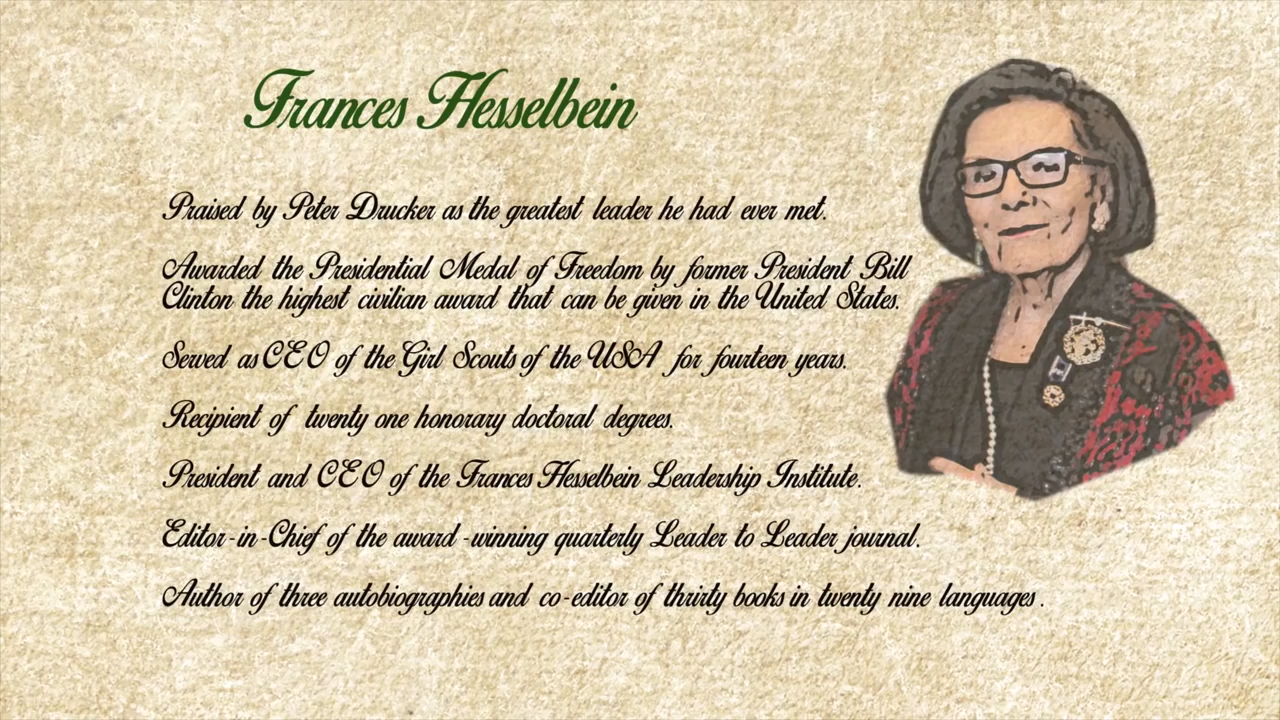 Frances Hesselbein
Praised by Peter Drucker as the greatest leader he had ever met.
Awarded the Presidential Medal of Freedom by former President Bill
Clinton the highest civilian award that can be given in the United States.
Served as CEO of the Girl Scouts of the USA for fourteen years.
Recipient of twenty one honorary doctoral degrees.
President and CEO of the Frances Hesselbein Leadership Institute.
Editor-in-Chief of the award-winning quarterly Leader to Leader journal.
Author of three autobiographies and co-editor of thirty books in twenty nine languages.